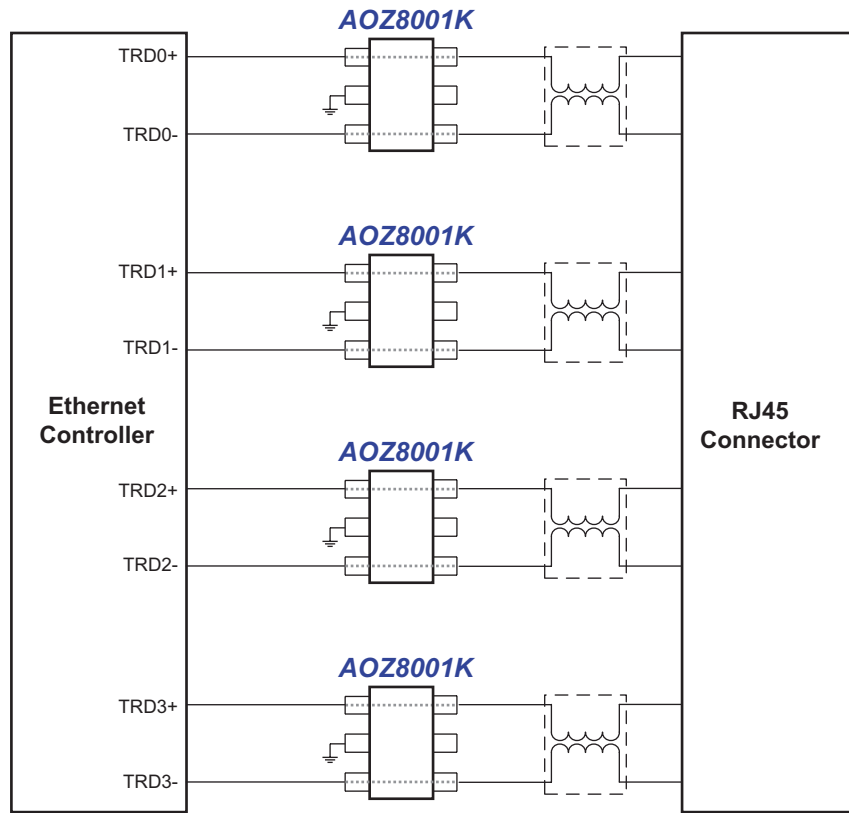 AOZ8001K
TRD0+
TRD0-
AOZ8001K
TRD1+
TRD1-
Ethernet
Controller
RJ45
Connector
AOZ8001K
TRD2+
TRD2-
AOZ8001K
TRD3+
TRD3-